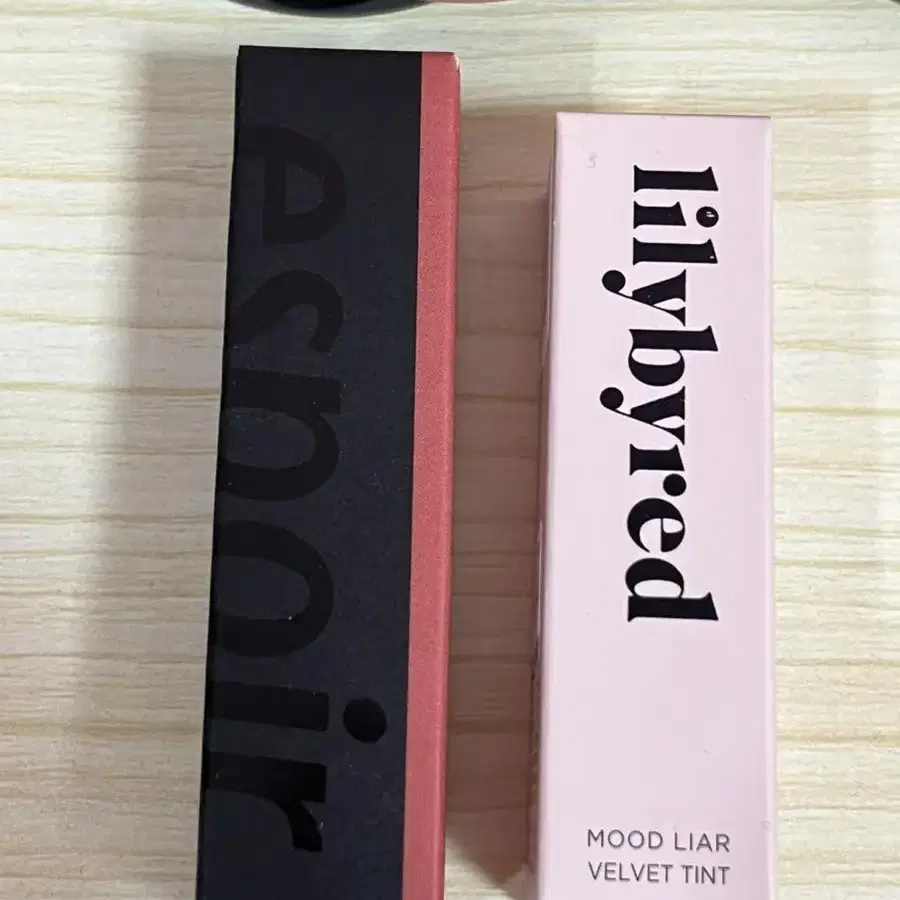 espoir
lilybyred
MOOD LIAR
VELVET TINT